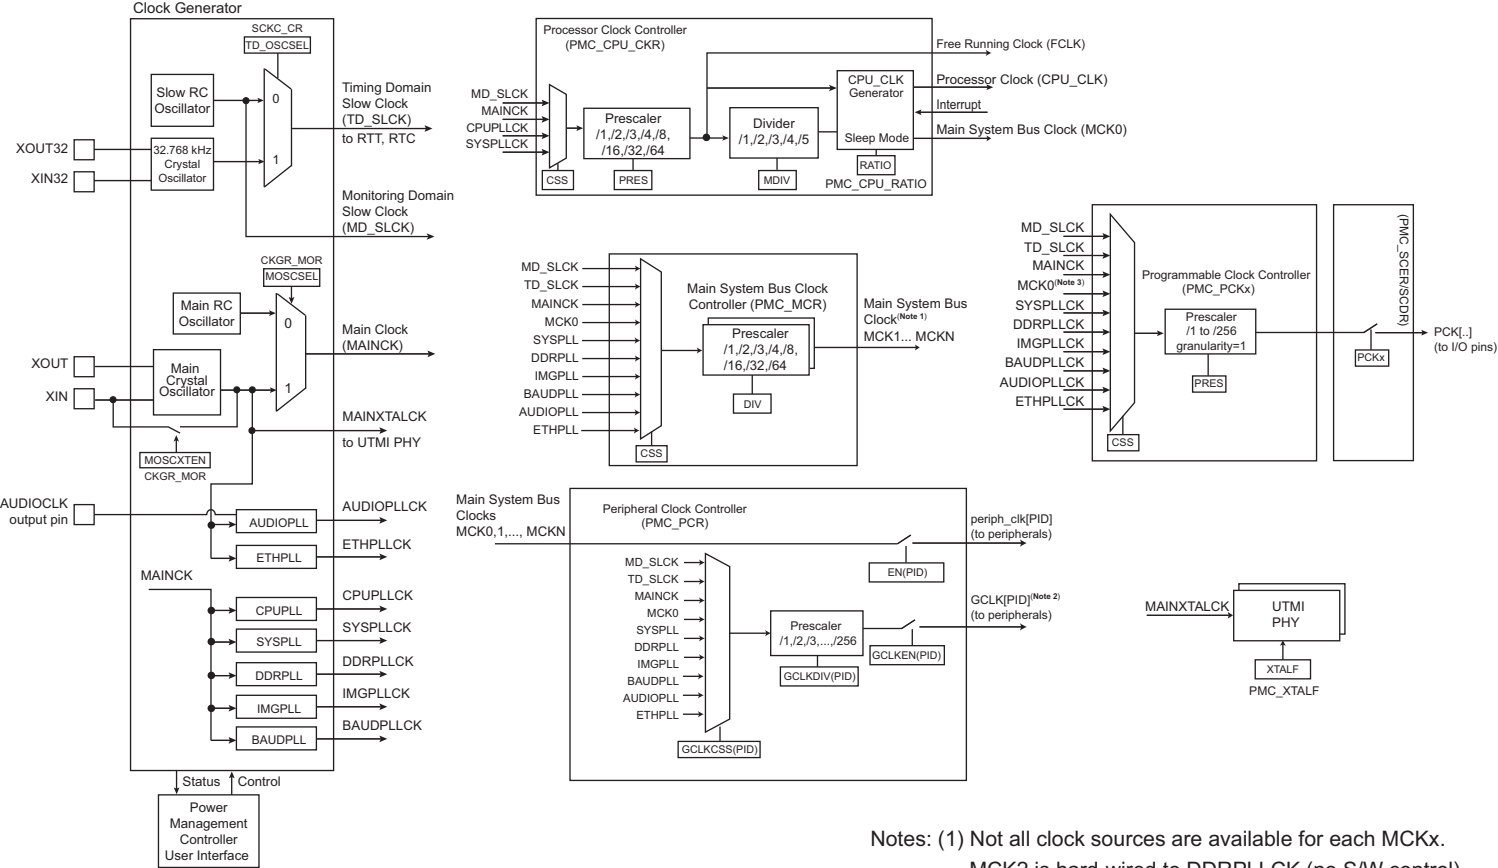 Clock Generator
SCKC_CR
TD_OSCSEL
Slow RC
Oscillator
0
Timing Domain
Slow Clock
(TD_SLCK)
to RTT, RTC
XOUT32
XIN32
32.768 kHz
Crystal
Oscillator
1
Monitoring Domain
Slow Clock
(MD_SLCK)
CKGR_MOR
MOSCSEL
Main RC
Oscillator
0
Main Clock
(MAINCK)
XOUT
XIN
Main
Crystal
Oscillator
1
MAINXTALCK
to UTMI PHY
MOSCXTEN
CKGR_MOR
AUDIOCLK
output pin
AUDIOPLL
AUDIOPLLCK
ETHPLL
ETHPLLCK
MAINCK
CPUPLL
CPUPLLCK
SYSPLL
SYSPLLCK
DDRPLL
DDRPLLCK
IMGPLL
IMGPLLCK
BAUDPLL
BAUDPLLCK
Status
Control
Power
Management
Controller
User Interface
Processor Clock Controller
(PMC_CPU_CKR)
MD_SLCK
MAINCK
CPUPLLCK
SYSPLLCK
CSS
Prescaler
/1,/2,/3,/4,/8,
/16,/32,/64
PRES
Divider
/1,/2,/3,/4,/5
MDIV
CPU_CLK
Generator
Sleep Mode
RATIO
PMC_CPU_RATIO
Free Running Clock (FCLK)
Processor Clock (CPU_CLK)
Interrupt
Main System Bus Clock (MCK0)
MD_SLCK
TD_SLCK
MAINCK
MCK0
SYSPLL
DDRPLL
IMGPLL
BAUDPLL
AUDIOPLL
ETHPLL
CSS
Main System Bus Clock
Controller (PMC_MCR)
Prescaler
/1,/2,/3,/4,/8,
/16,/32,/64
DIV
Main System Bus
Clock(Note 1)
MCK1... MCKN
MD_SLCK
TD_SLCK
MAINCK
MCK0(Note 3)
SYSPLLCK
DDRPLLCK
IMGPLLCK
BAUDPLLCK
AUDIOPLLCK
ETHPLLCK
CSS
Programmable Clock Controller
(PMC_PCKx)
Prescaler
/1 to /256
granularity=1
PRES
(PMC_SCER/SCDR)
PCKx
PCK[..]
(to I/O pins)
Main System Bus
Clocks
MCK0,1,..., MCKN
Peripheral Clock Controller
(PMC_PCR)
EN(PID)
periph_clk[PID]
(to peripherals)
MD_SLCK
TD_SLCK
MAINCK
MCK0
SYSPLL
DDRPLL
IMGPLL
BAUDPLL
AUDIOPLL
ETHPLL
GCLKCSS(PID)
Prescaler
/1,/2,/3,...,/256
GCLKDIV(PID)
GCLKEN(PID)
GCLK[PID](Note 2)
(to peripherals)
MAINXTALCK
UTMI
PHY
XTALF
PMC_XTALF
Notes: (1) Not all clock sources are available for each MCKx.
MCK2 is hard-wired to DDRPLLCK (no S/W control)